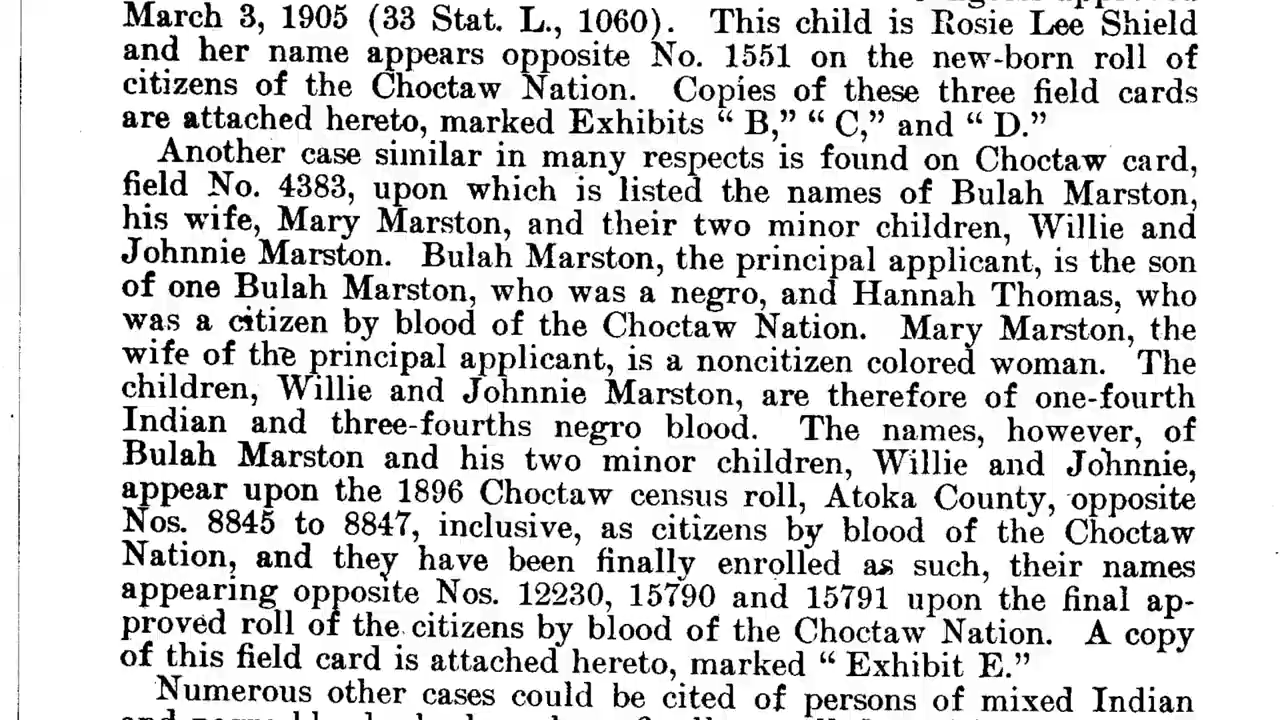 March 3, 1905 (33 Stat. L., 1060). This child is Rosie Lee Shield
and her name appears opposite No. 1551 on the new-born roll of
citizens of the Choctaw Nation. Copies of these three field cards
are attached hereto, marked Exhibits “ B,” “ C,” and “ D.”
Another case similar in many respects is found on Choctaw card,
field No. 4383, upon which is listed the names of Bulah Marston,
his wife, Mary Marston, and their two minor children, Willie and
Johnnie Marston. Bulah Marston, the principal applicant, is the son
of one Bulah Marston, who was a negro, and Hannah Thomas, who
was a citizen by blood of the Choctaw Nation. Mary Marston, the
wife of the principal applicant, is a noncitizen colored woman. The
children, Willie and Johnnie Marston, are therefore of one-fourth
Indian and three-fourths negro blood. The names, however, of
Bulah Marston and his two minor children, Willie and Johnnie,
appear upon the 1896 Choctaw census roll, Atoka County, opposite
Nos. 8845 to 8847, inclusive, as citizens by blood of the Choctaw
Nation, and they have been finally enrolled as such, their names
appearing opposite Nos. 12230, 15790 and 15791 upon the final ap-
proved roll of the citizens by blood of the Choctaw Nation. A copy
of this field card is attached hereto, marked “ Exhibit E.”
Numerous other cases could be cited of persons of mixed Indian